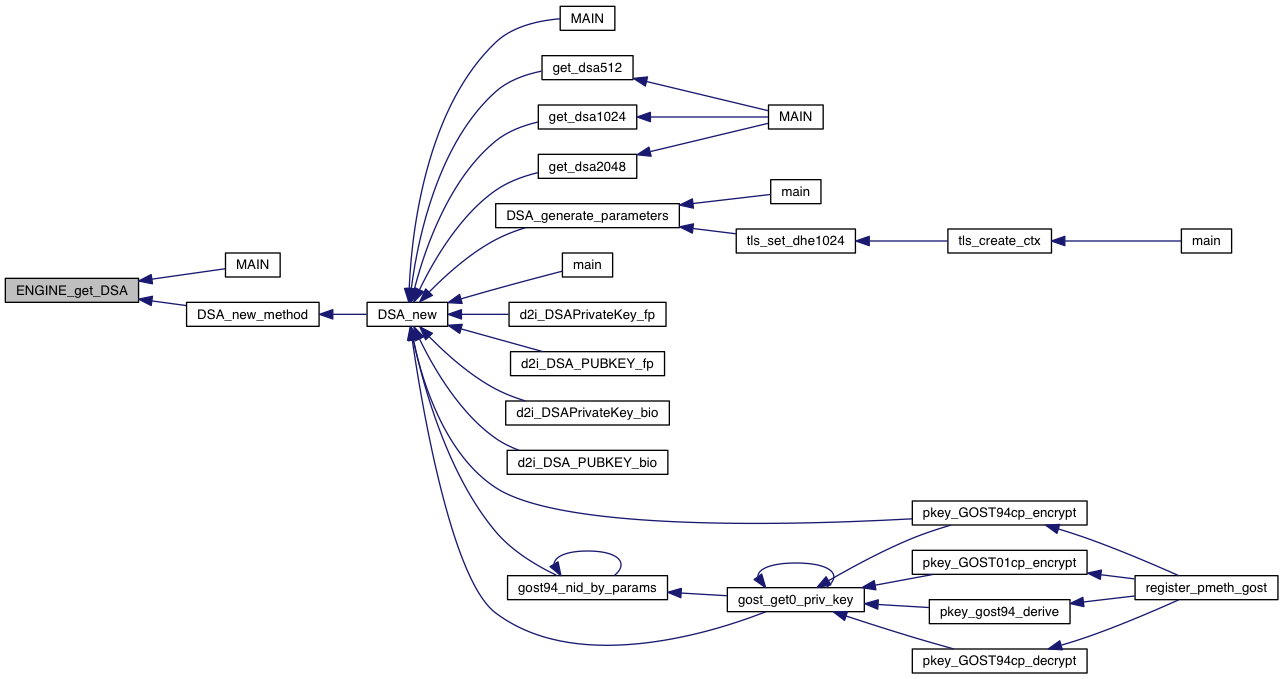 MAIN
get_dsa512
get_dsa1024
MAIN
get_dsa2048
main
DSA_generate_parameters
tls_set_dhe1024
tls_create_ctx
main
MAIN
main
ENGINE_get_DSA
DSA_new_method
DSA_new
d2i_DSAPrivateKey_fp
d2i_DSA_PUBKEY_fp
d2i_DSAPrivateKey_bio
d2i_DSA_PUBKEY_bio
pkey_GOST94cp_encrypt
pkey_GOST01cp_encrypt
gost94_nid_by_params
gost_get0_priv_key
register_pmeth_gost
pkey_gost94_derive
pkey_GOST94cp_decrypt